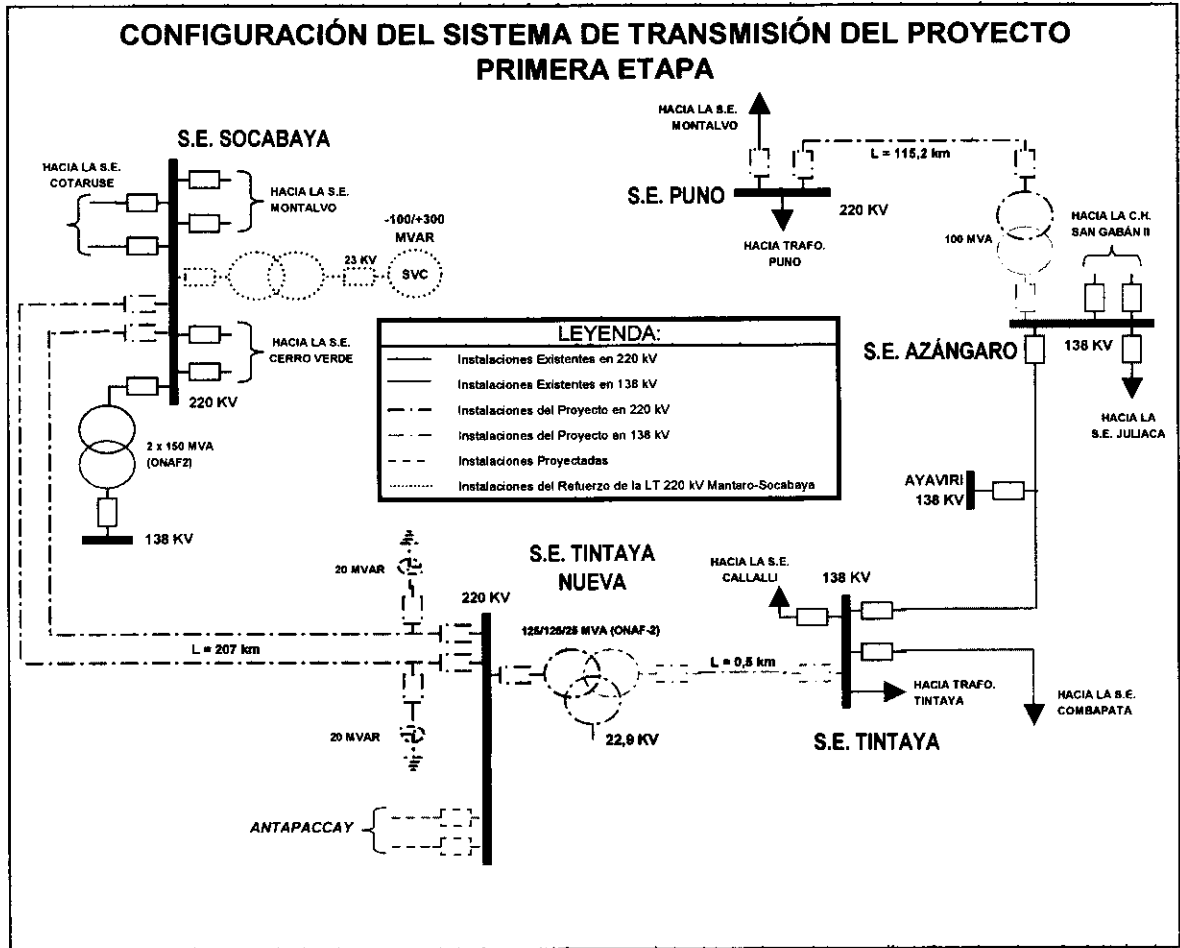 CONFIGURACIÓN DEL SISTEMA DE TRANSMISIÓN DEL PROYECTO
PRIMERA ETAPA
S.E. SOCABAYA
HACIA LA S.E.
COTARUSE
HACIA LA S.E.
MONTALVO
-100/+300
MVAR
23 KV
SVC
HACIA LA S.E.
CERRO VERDE
220 KV
2 x 150 MVA
(ONAF2)
138 KV
HACIA LA S.E.
MONTALVO
L = 115,2 km
S.E. PUNO
220 KV
HACIA TRAFO.
PUNO
100 MVA
HACIA LA C.H.
SAN GABÁN II
S.E. AZÁNGARO
138 KV
HACIA LA
S.E. JULIACA
AYAVIRI
138 KV
LEYENDA:
Instalaciones Existentes en 220 kV
Instalaciones Existentes en 138 kV
Instalaciones del Proyecto en 220 kV
Instalaciones del Proyecto en 138 kV
Instalaciones Proyectadas
Instalaciones del Refuerzo de la LT 220 kV Mantaro-Socabaya
S.E. TINTAYA
NUEVA
20 MVAR
220 KV
125/125/25 MVA (ONAF-2)
L = 207 km
L = 0,5 km
20 MVAR
22,9 KV
HACIA LA S.E.
CALLALLI
138 KV
HACIA TRAFO.
TINTAYA
HACIA LA S.E.
COMBAPATA
S.E. TINTAYA
ANTAPACCAY